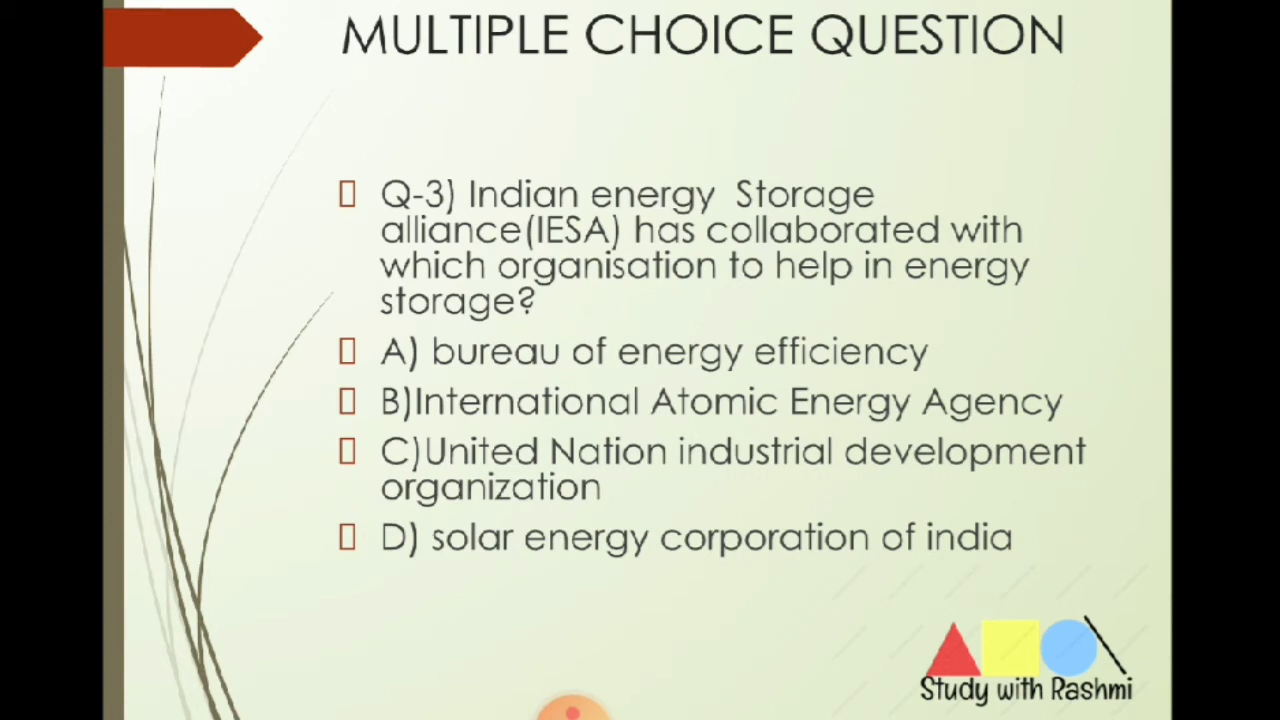 MULTIPLE CHOICE QUESTION
Q-3) Indian energy Storage
alliance(IESA) has collaborated with
which organisation to help in energy
storage?
A) bureau of energy efficiency
B)International Atomic Energy Agency
C)United Nation industrial development
organization
D) solar energy corporation of india
Study with Rashmi